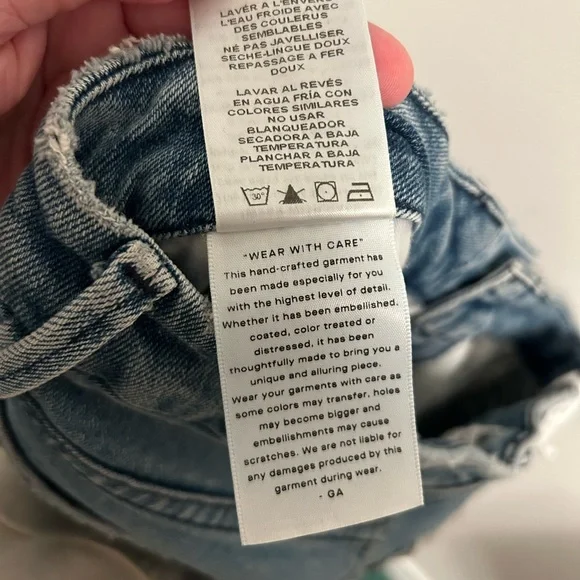 LAVER À L'ENVERS
L'EAU FROIDE AVEC
DES COULEURS
SEMBLABLES
NE PAS JAVELLISER
SECHE-LINGUE DOUX
REPASSAGE A FER
DOUX
LAVAR AL REVÉS
EN AGUA FRÍA CON
COLORES SIMILARES
NO USAR
BLANQUEADOR
SECADORA A BAJA
TEMPERATURA
PLANCHAR A BAJA
TEMPERATURA
30°
"WEAR WITH CARE"
This hand-crafted garment has
been made especially for you
with the highest level of detail.
Whether it has been embellished,
coated, color treated or
distressed, it has been
thoughtfully made to bring you a
unique and alluring piece.
Wear your garments with care as
some colors may transfer, holes
may become bigger and
embellishments may cause
scratches. We are not liable for
any damages produced by this
garment during wear.
- GA